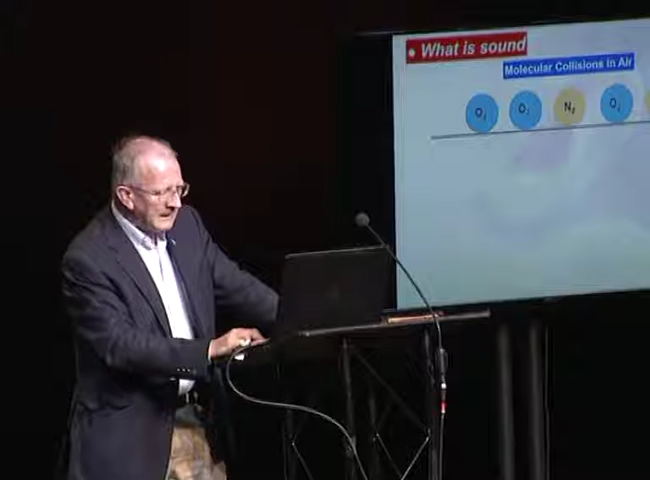 • What is sound
Molecular Collisions in Air
O₂ O₂ N₂ O₂